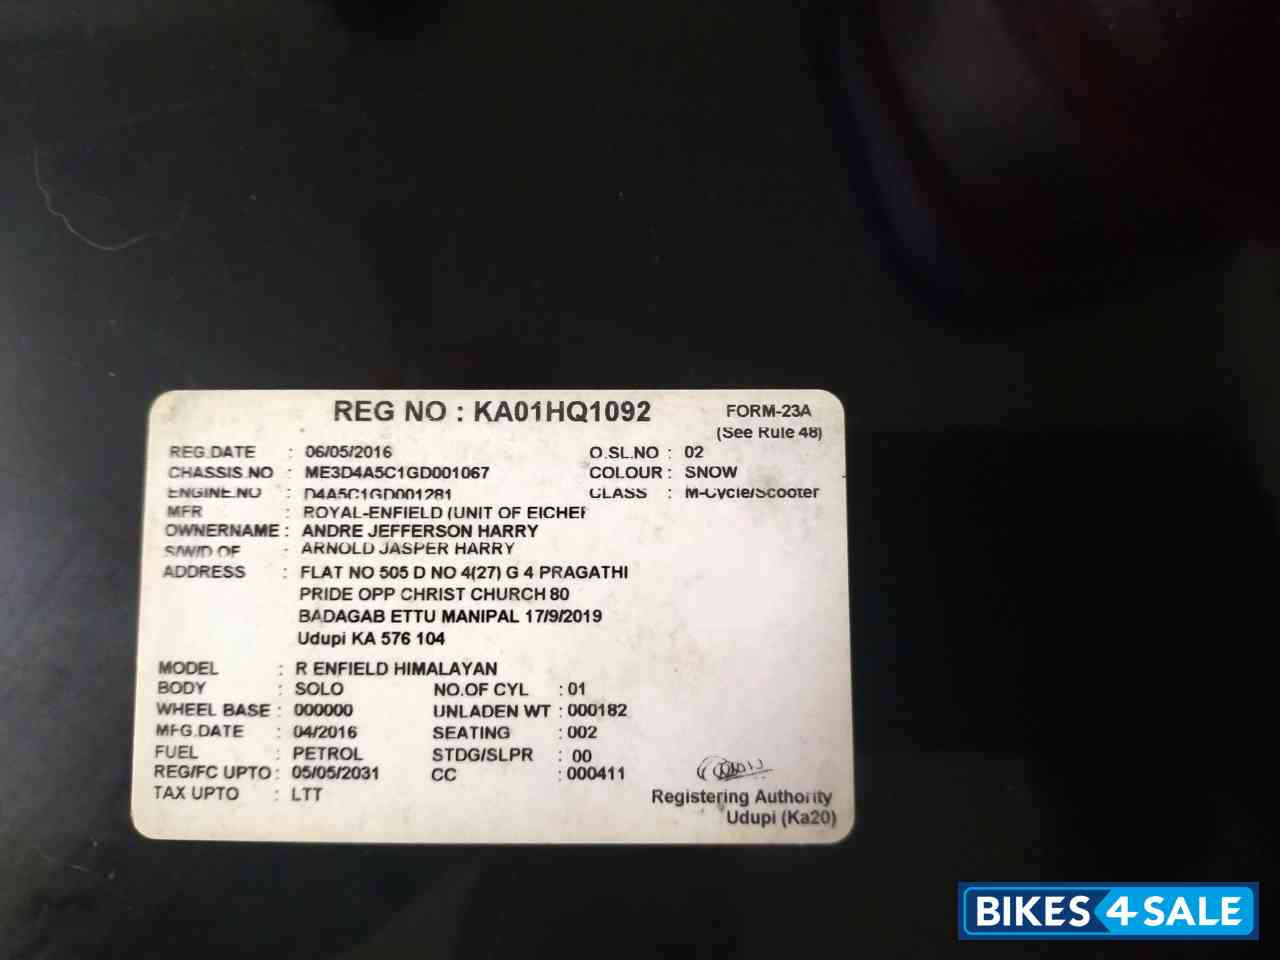 REG NO : KA01HQ1092 FORM-23A
(See Rule 48)
REG.DATE : 06/05/2016 O.SL.NO : 02
CHASSIS.NO : ME3D4A5C1GD001067 COLOUR : SNOW
ENGINE.NO : D4A5C1GD001281 CLASS : M-Cycle/Scooter
MFR : ROYAL-ENFIELD (UNIT OF EICHER
OWNERNAME : ANDRE JEFFERSON HARRY
S/W/D OF : ARNOLD JASPER HARRY
ADDRESS : FLAT NO 505 D NO 4(27) G 4 PRAGATHI
PRIDE OPP CHRIST CHURCH 80
BADAGAB ETTU MANIPAL 17/9/2019
Udupi KA 576 104
MODEL : R ENFIELD HIMALAYAN
BODY : SOLO NO.OF CYL : 01
WHEEL BASE : 000000 UNLADEN WT : 000182
MFG.DATE : 04/2016 SEATING : 002
FUEL : PETROL STDG/SLPR : 00
REG/FC UPTO : 05/05/2031 CC : 000411
TAX UPTO : LTT
Registering Authority
Udupi (Ka20)
BIKES4SALE